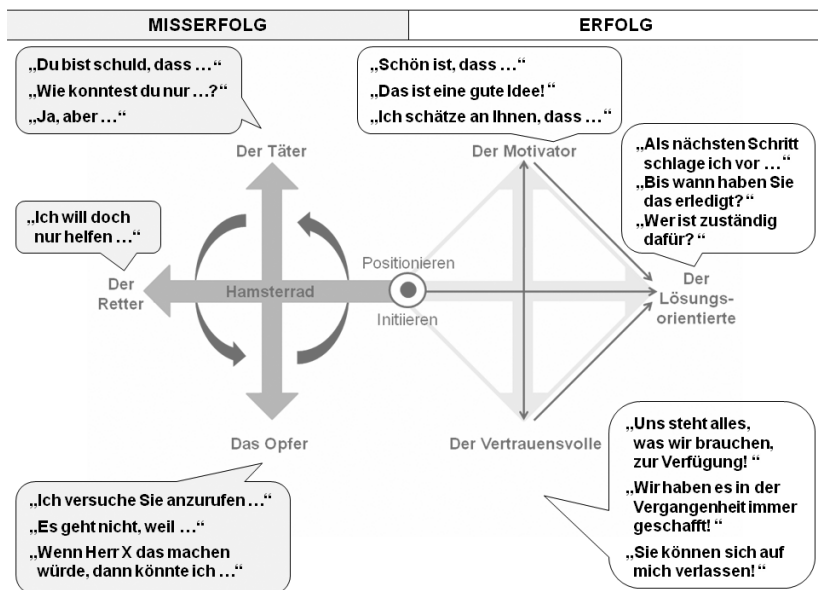 MISSERFOLG
ERFOLG
„Du bist schuld, dass …“
„Wie konntest du nur …?“
„Ja, aber …“
„Schön ist, dass …“
„Das ist eine gute Idee! “
„Ich schätze an Ihnen, dass …“
Der Täter
Der Motivator
„Als nächsten Schritt
schlage ich vor …“
„Bis wann haben Sie
das erledigt? “
„Wer ist zuständig
dafür? “
„Ich will doch
nur helfen …“
Der
Retter
Hamsterrad
Positionieren
Initiieren
Der
Lösungs-
orientierte
Das Opfer
Der Vertrauensvolle
„Ich versuche Sie anzurufen …“
„Es geht nicht, weil …“
„Wenn Herr X das machen
würde, dann könnte ich …“
„Uns steht alles,
was wir brauchen,
zur Verfügung! “
„Wir haben es in der
Vergangenheit immer
geschafft! “
„Sie können sich auf
mich verlassen! “